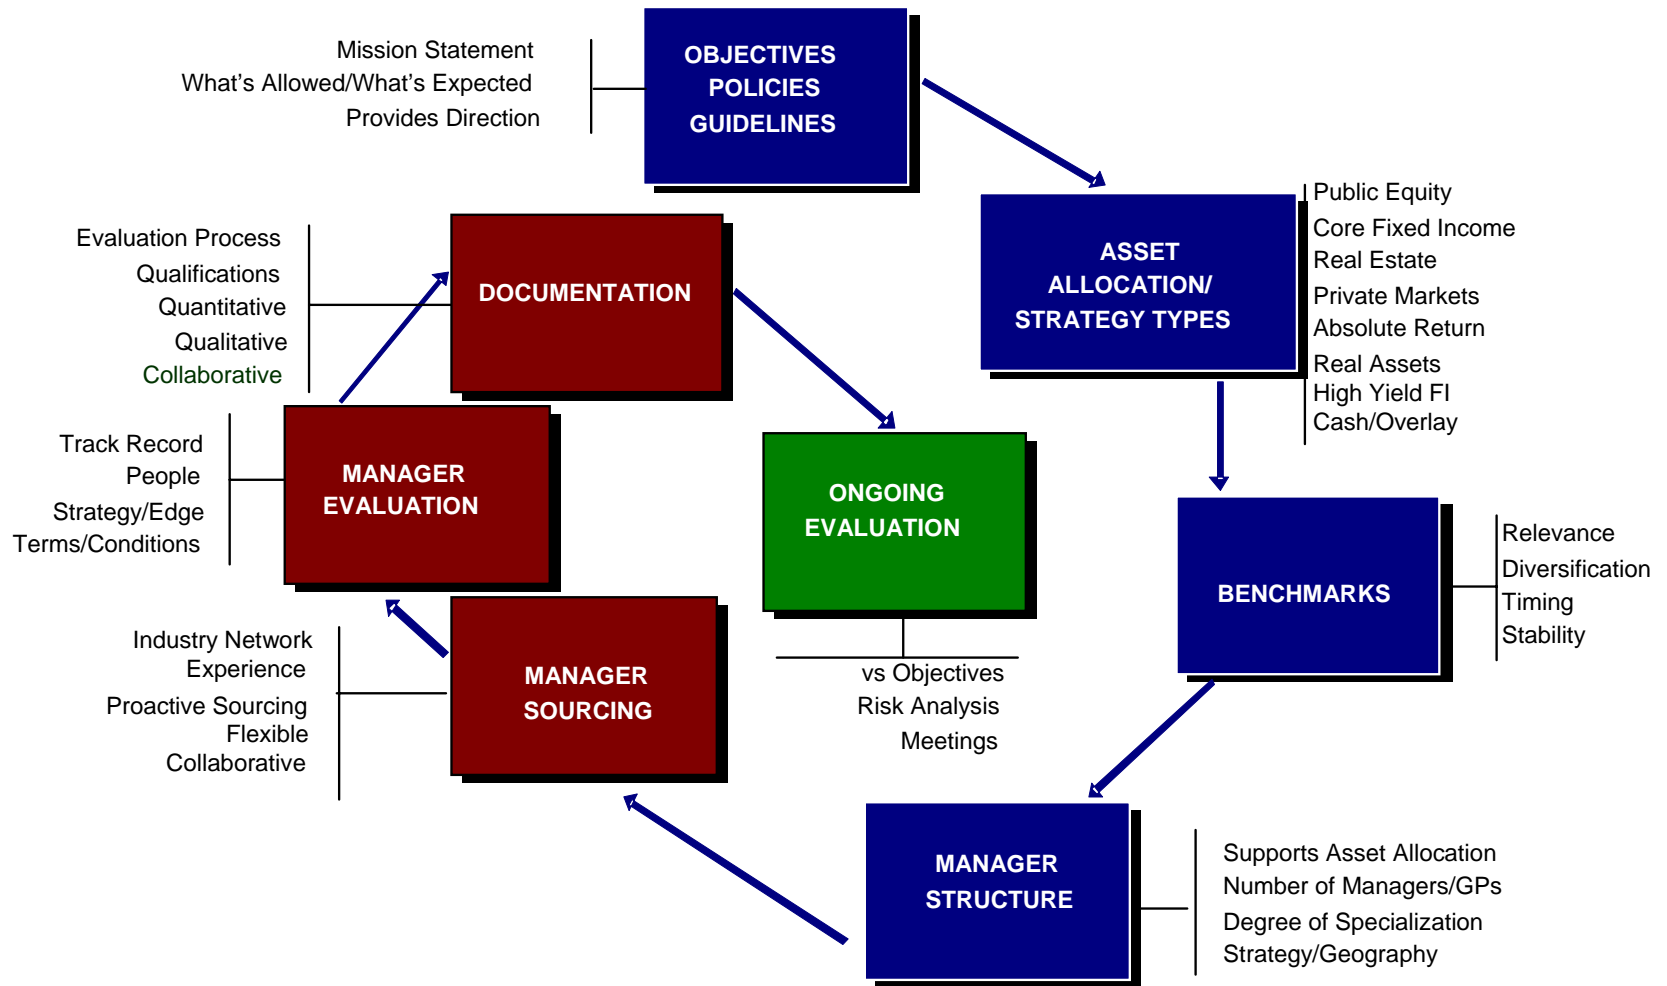 Mission Statement
What's Allowed/What's Expected
Provides Direction
OBJECTIVES
POLICIES
GUIDELINES
Public Equity
Core Fixed Income
Real Estate
Private Markets
Absolute Return
Real Assets
High Yield FI
Cash/Overlay
ASSET
ALLOCATION/
STRATEGY TYPES
Evaluation Process
Qualifications
Quantitative
Qualitative
Collaborative
DOCUMENTATION
Track Record
People
Strategy/Edge
Terms/Conditions
MANAGER
EVALUATION
ONGOING
EVALUATION
vs Objectives
Risk Analysis
Meetings
BENCHMARKS
Relevance
Diversification
Timing
Stability
Industry Network
Experience
Proactive Sourcing
Flexible
Collaborative
MANAGER
SOURCING
MANAGER
STRUCTURE
Supports Asset Allocation
Number of Managers/GPs
Degree of Specialization
Strategy/Geography